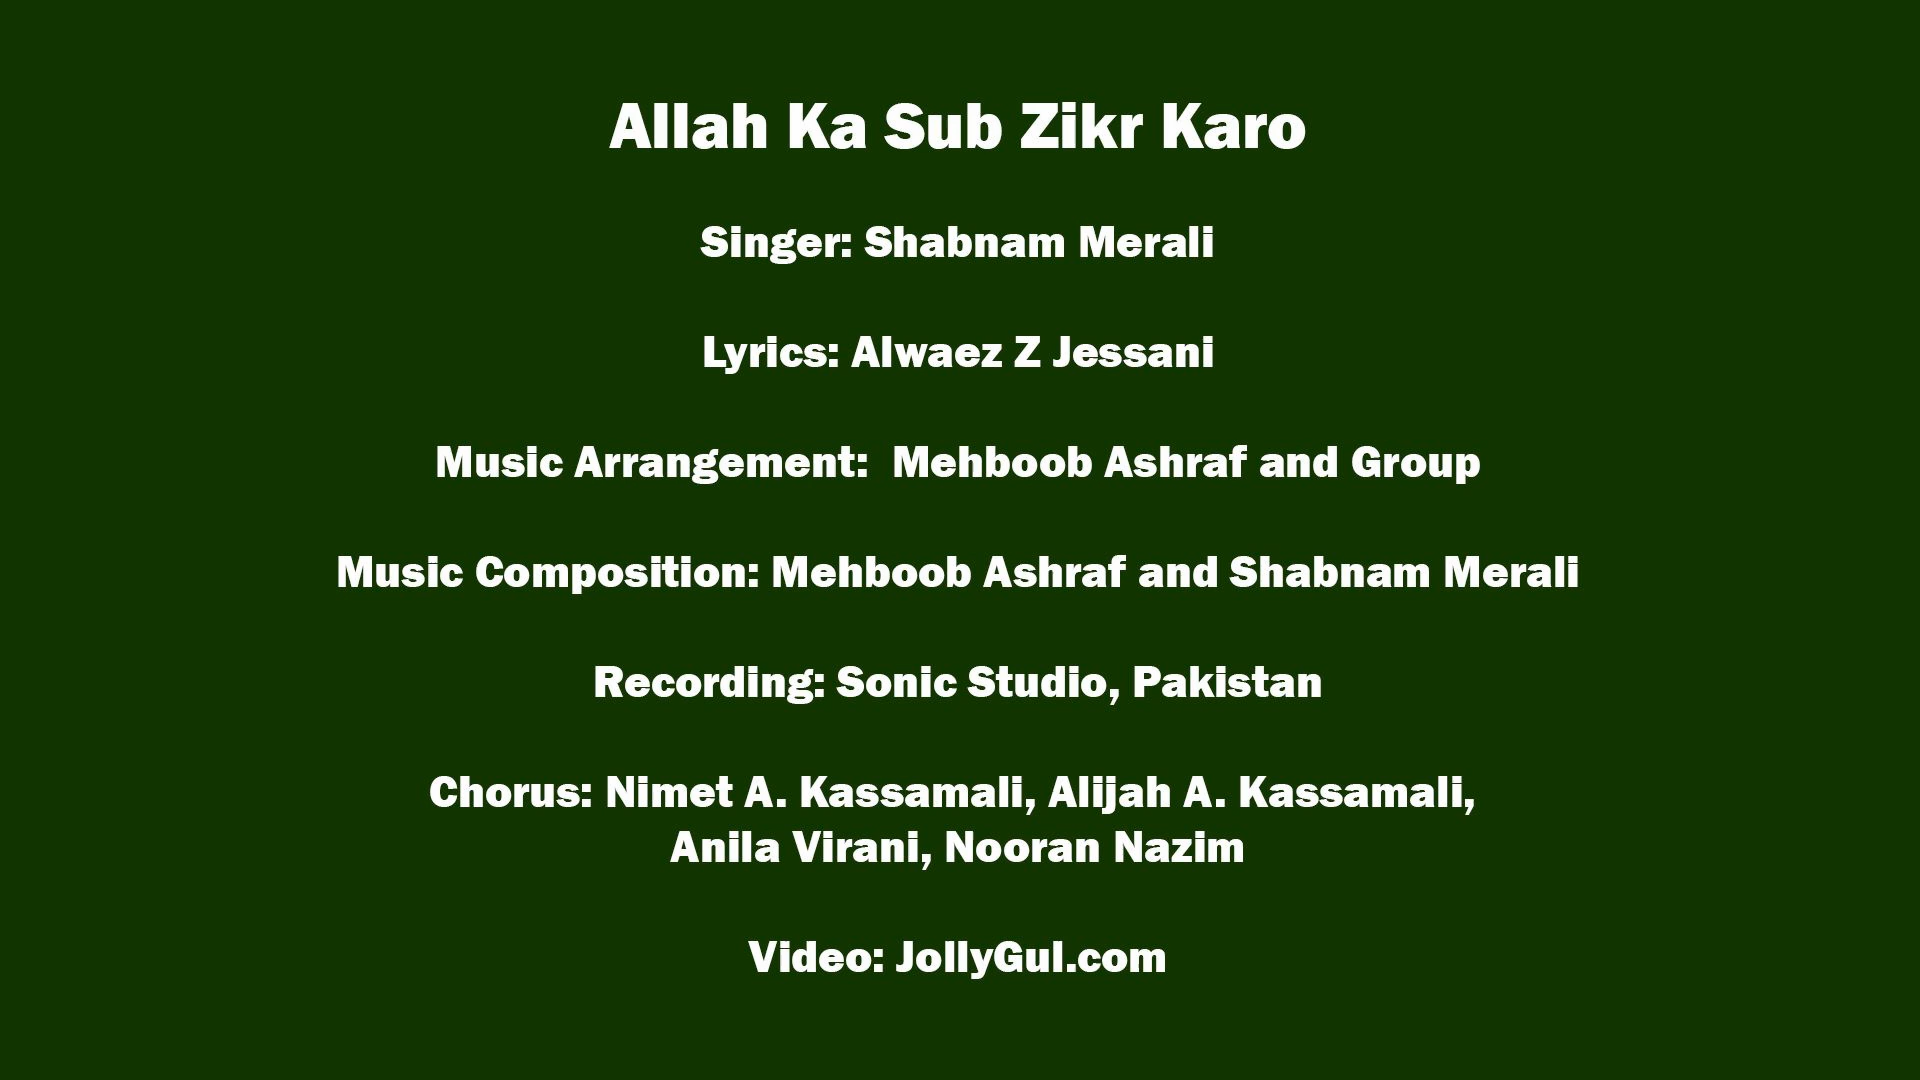 Allah Ka Sub Zikr Karo
Singer: Shabnam Merali
Lyrics: Alwaez Z Jessani
Music Arrangement:  Mehboob Ashraf and Group
Music Composition: Mehboob Ashraf and Shabnam Merali
Recording: Sonic Studio, Pakistan
Chorus: Nimet A. Kassamali, Alijah A. Kassamali,
Anila Virani, Nooran Nazim
Video: JollyGul.com